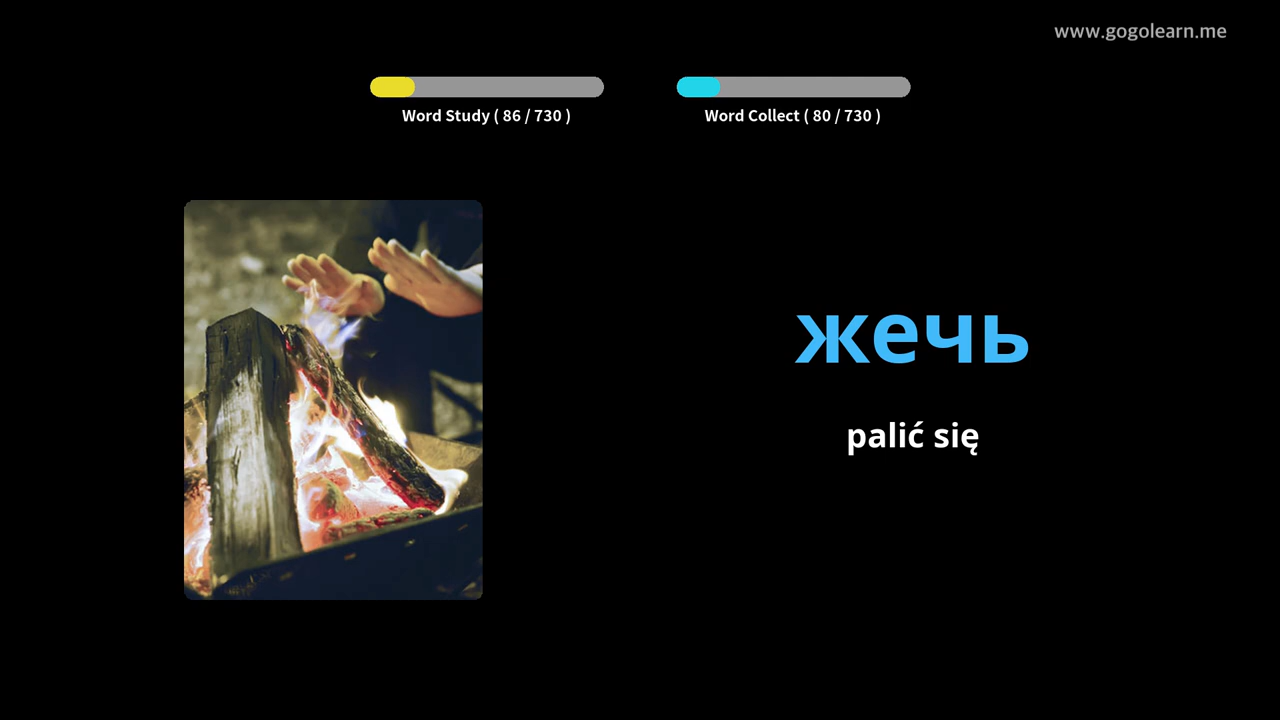 www.gogolearn.me
Word Study ( 86 / 730 )
Word Collect ( 80 / 730 )
жечь
palić się